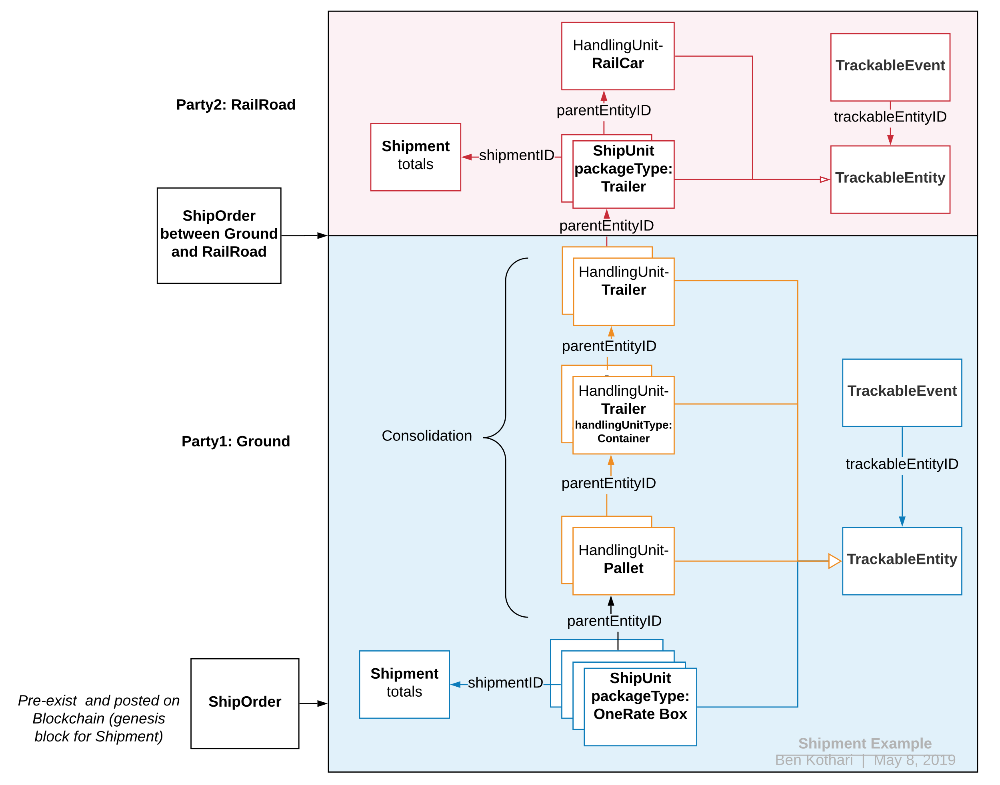 HandlingUnit-
RailCar
TrackableEvent
Party2: RailRoad
parentEntityID
trackableEntityID
Shipment
totals
shipmentID
ShipUnit
packageType:
Trailer
TrackableEntity
ShipOrder
between Ground
and RailRoad
parentEntityID
HandlingUnit-
Trailer
parentEntityID
HandlingUnit-
Trailer
handlingUnitType:
Container
TrackableEvent
Consolidation
Party1: Ground
trackableEntityID
parentEntityID
HandlingUnit-
Pallet
TrackableEntity
parentEntityID
Shipment
totals
shipmentID
ShipUnit
packageType:
OneRate Box
Pre-exist  and posted on
Blockchain (genesis
block for Shipment)
ShipOrder
Shipment Example
Ben Kothari | May 8, 2019